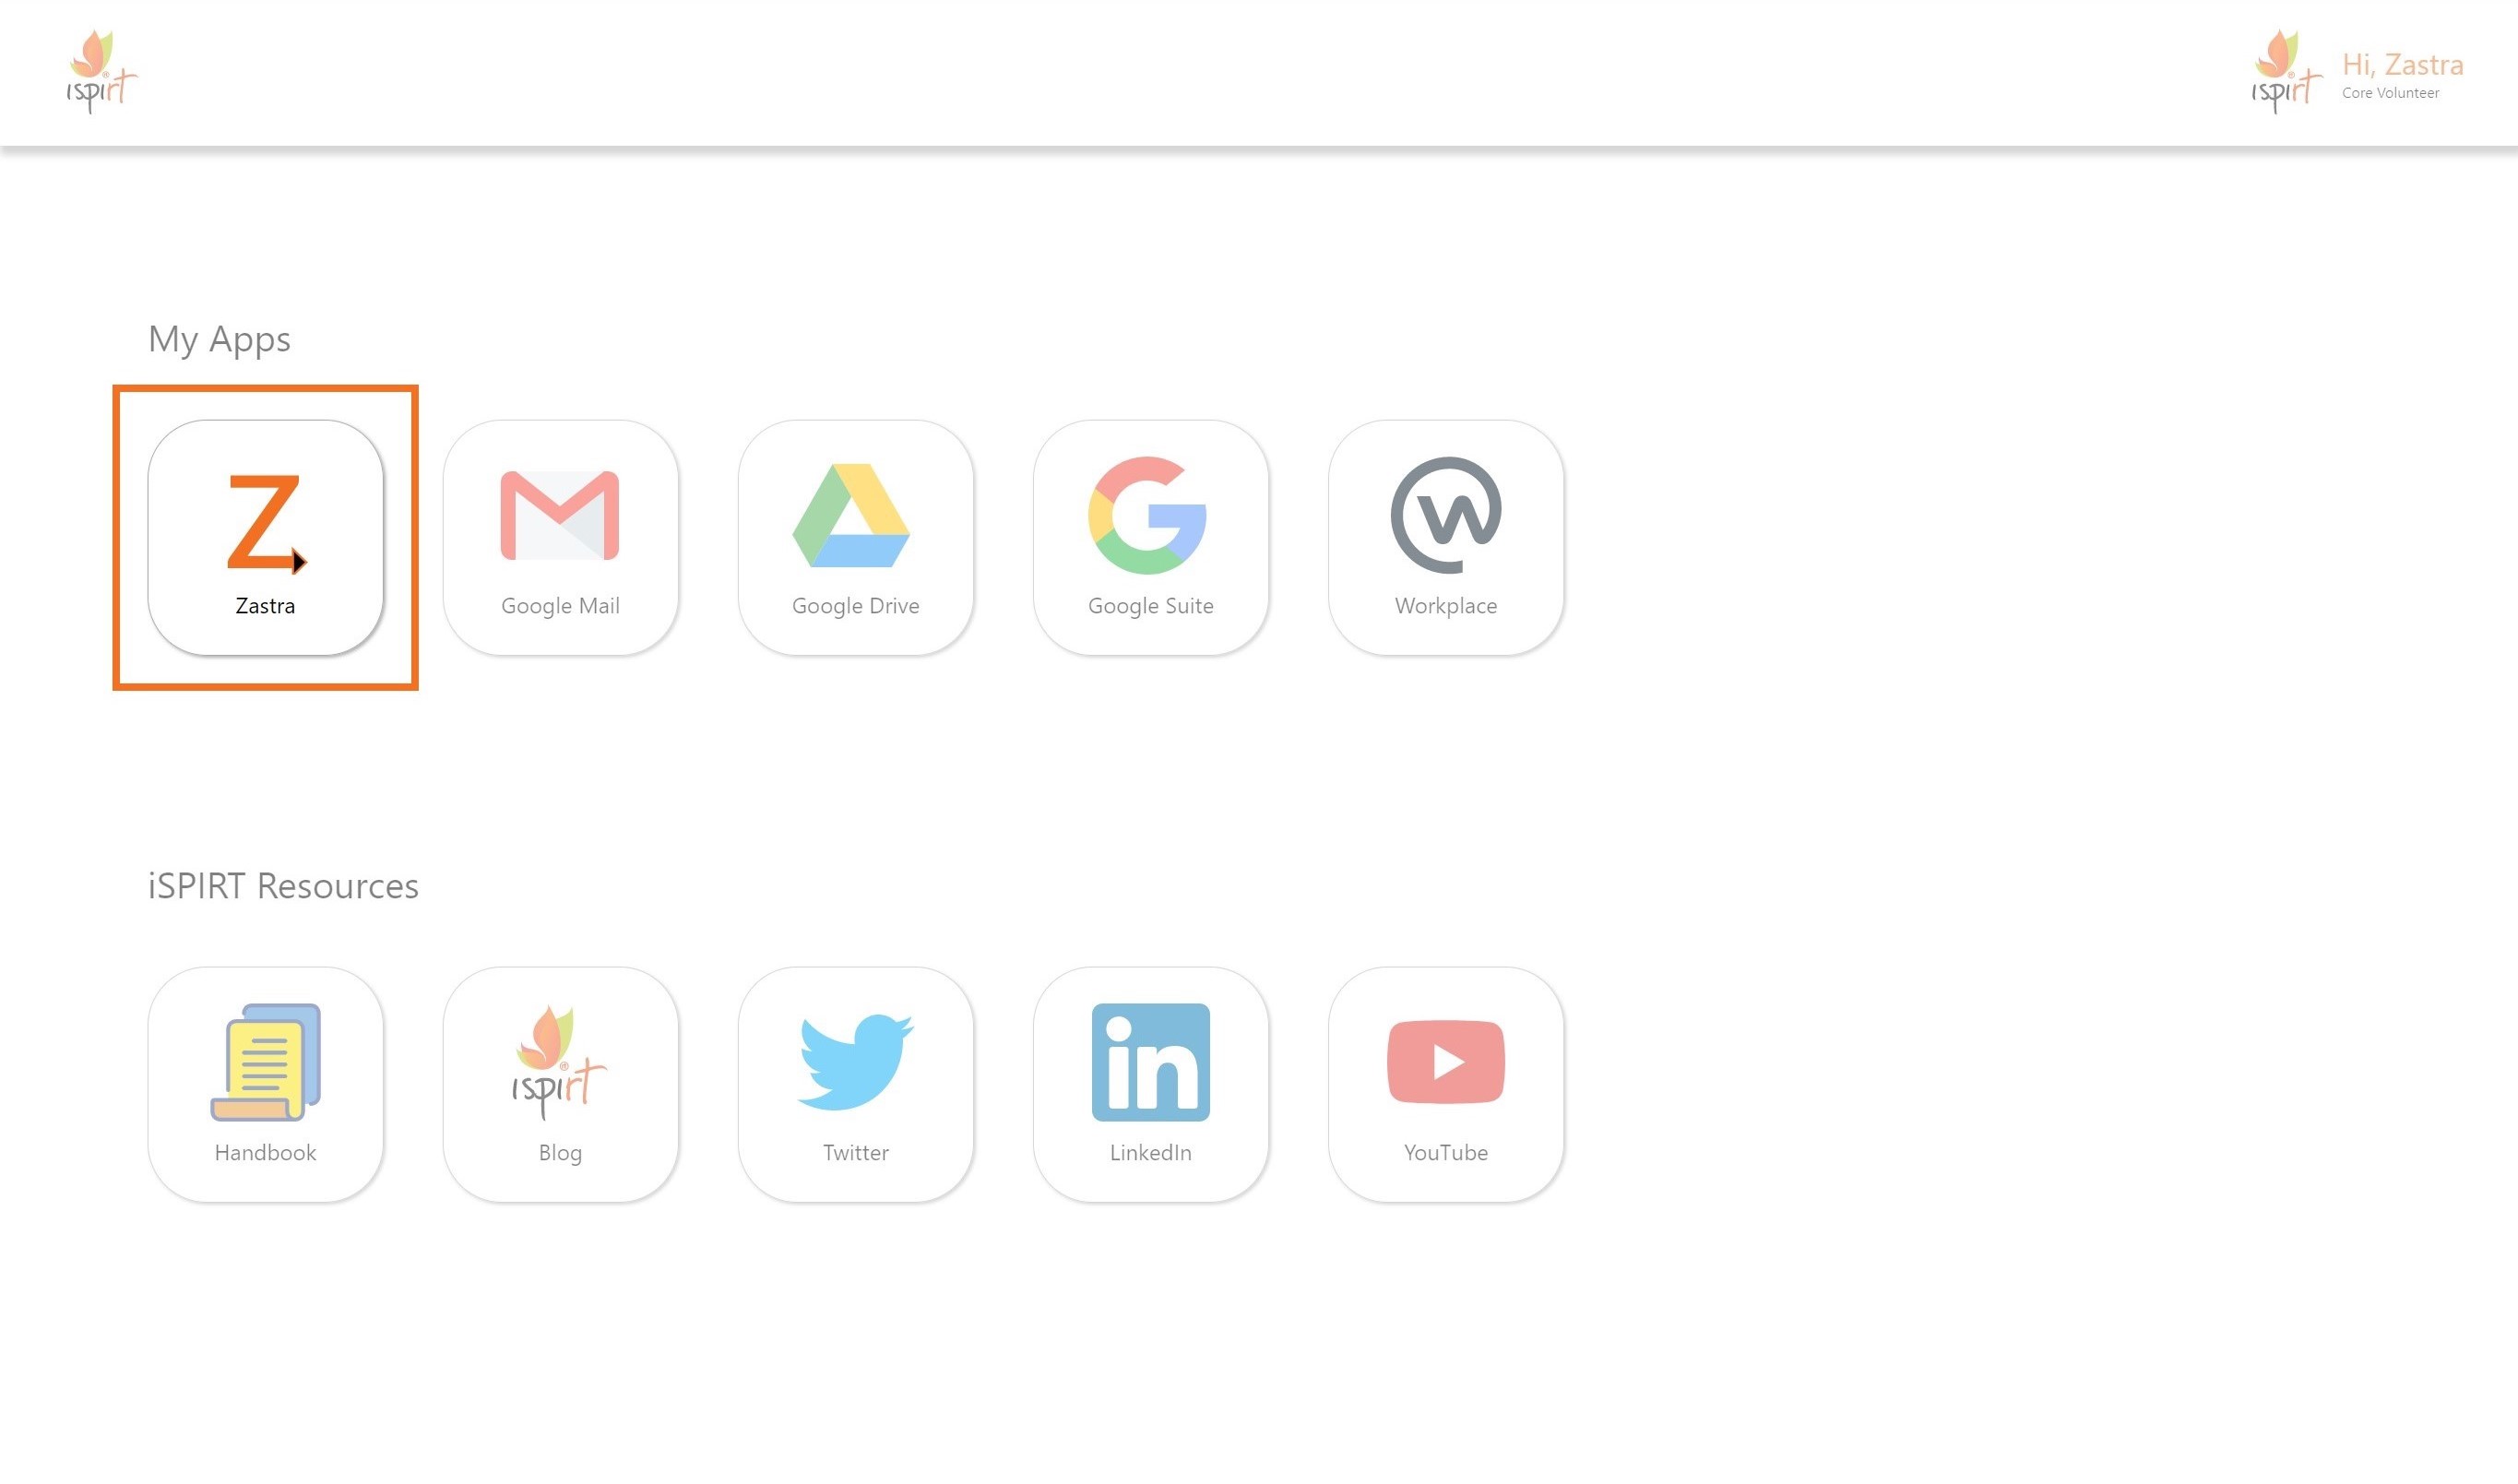 ispirt
ispirt
Hi, Zastra
Core Volunteer
My Apps
Z
Zastra
Google Mail
Google Drive
G
Google Suite
W
Workplace
iSPIRT Resources
Handbook
ispirt
Blog
Twitter
in
LinkedIn
YouTube